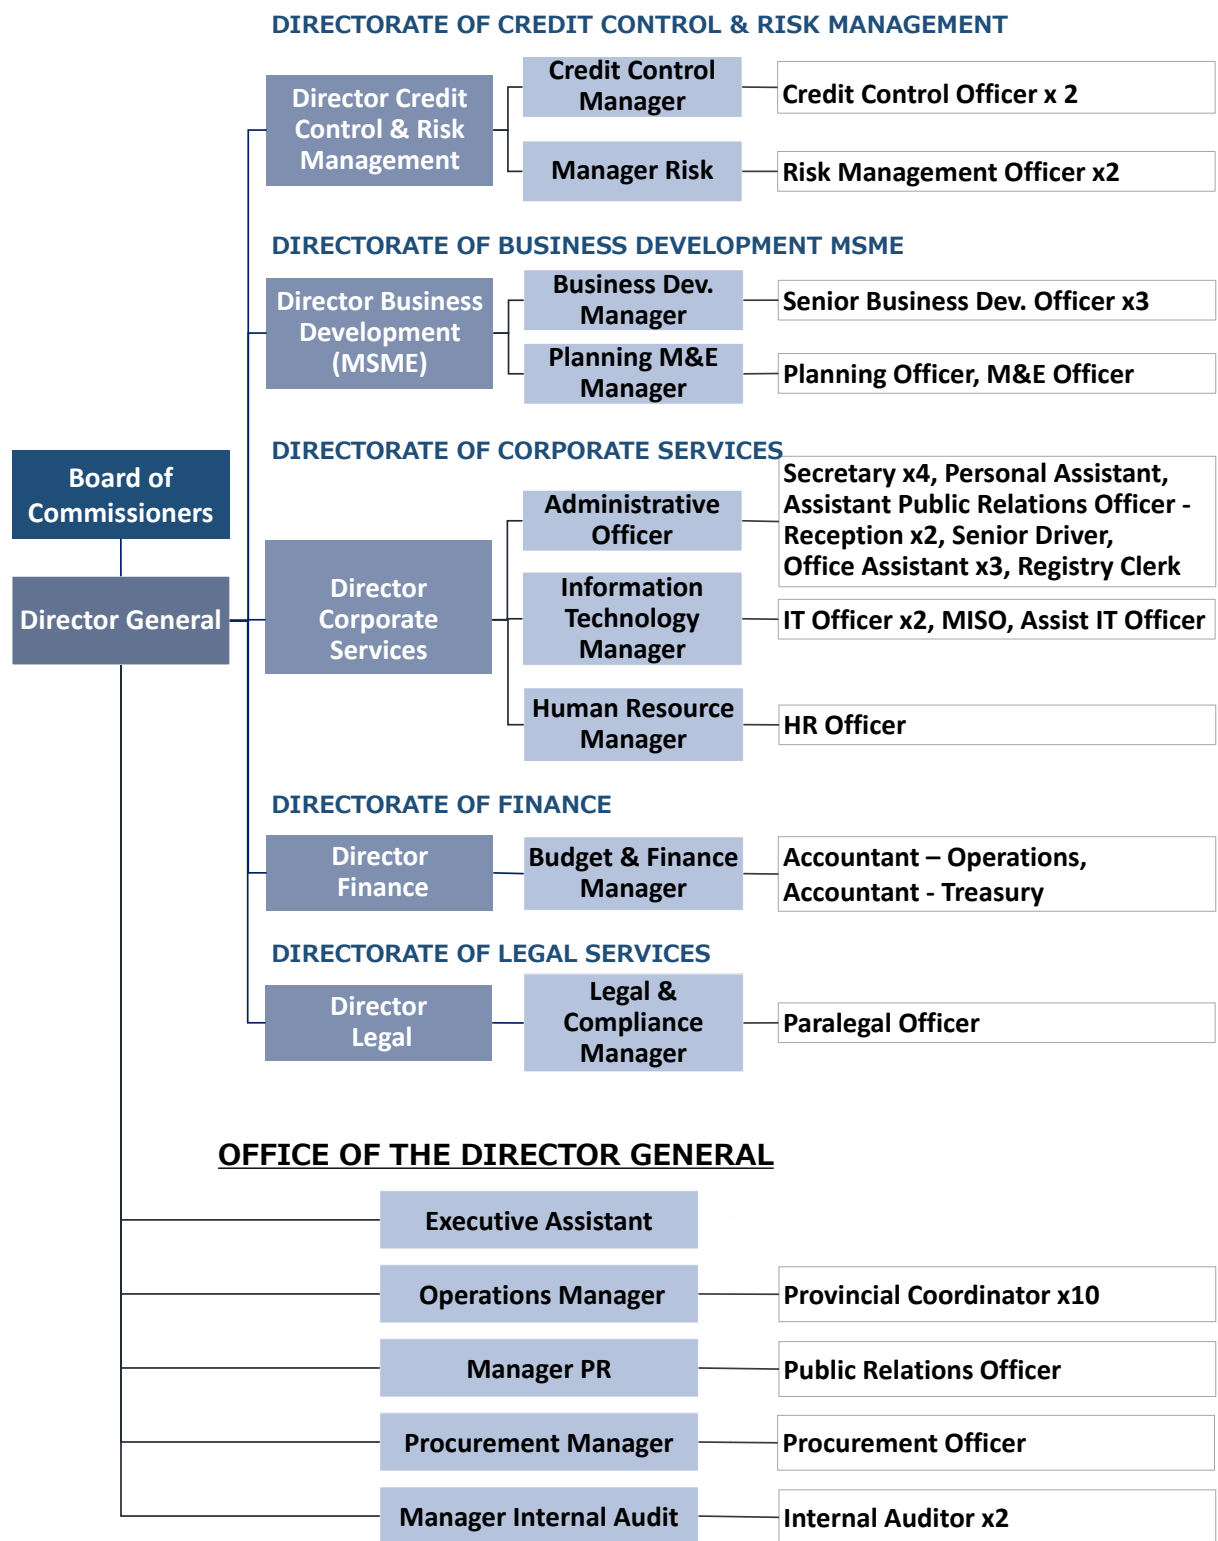 DIRECTORATE OF CREDIT CONTROL & RISK MANAGEMENT
Director Credit
Control & Risk
Management
Credit Control
Manager
Credit Control Officer x 2
Manager Risk
Risk Management Officer x2
DIRECTORATE OF BUSINESS DEVELOPMENT MSME
Director Business
Development
(MSME)
Business Dev.
Manager
Senior Business Dev. Officer x3
Planning M&E
Manager
Planning Officer, M&E Officer
Board of
Commissioners
Director General
DIRECTORATE OF CORPORATE SERVICES
Director
Corporate
Services
Administrative
Officer
Secretary x4, Personal Assistant,
Assistant Public Relations Officer -
Reception x2, Senior Driver,
Office Assistant x3, Registry Clerk
Information
Technology
Manager
IT Officer x2, MISO, Assist IT Officer
Human Resource
Manager
HR Officer
DIRECTORATE OF FINANCE
Director
Finance
Budget & Finance
Manager
Accountant – Operations,
Accountant - Treasury
DIRECTORATE OF LEGAL SERVICES
Director
Legal
Legal &
Compliance
Manager
Paralegal Officer
OFFICE OF THE DIRECTOR GENERAL
Executive Assistant
Operations Manager
Provincial Coordinator x10
Manager PR
Public Relations Officer
Procurement Manager
Procurement Officer
Manager Internal Audit
Internal Auditor x2